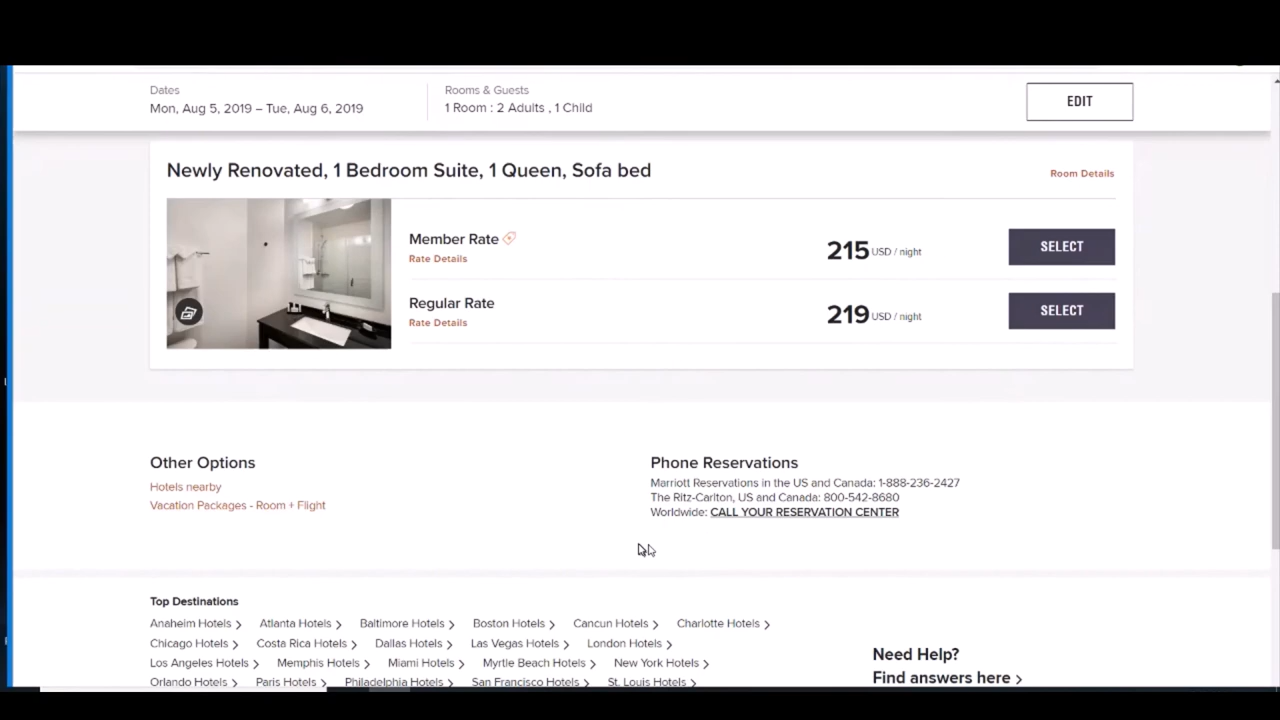 Dates
Mon, Aug 5, 2019 – Tue, Aug 6, 2019
Rooms & Guests
1 Room : 2 Adults , 1 Child
EDIT
Newly Renovated, 1 Bedroom Suite, 1 Queen, Sofa bed
Room Details
Member Rate
Rate Details
215 USD / night
SELECT
Regular Rate
Rate Details
219 USD / night
SELECT
Other Options
Hotels nearby
Vacation Packages - Room + Flight
Phone Reservations
Marriott Reservations in the US and Canada: 1-888-236-2427
The Ritz-Carlton, US and Canada: 800-542-8680
Worldwide: CALL YOUR RESERVATION CENTER
Top Destinations
Anaheim Hotels > Atlanta Hotels > Baltimore Hotels > Boston Hotels > Cancun Hotels > Charlotte Hotels >
Chicago Hotels > Costa Rica Hotels > Dallas Hotels > Las Vegas Hotels > London Hotels >
Los Angeles Hotels > Memphis Hotels > Miami Hotels > Myrtle Beach Hotels > New York Hotels >
Orlando Hotels > Paris Hotels > Philadelphia Hotels > San Francisco Hotels > St. Louis Hotels >
Need Help?
Find answers here >